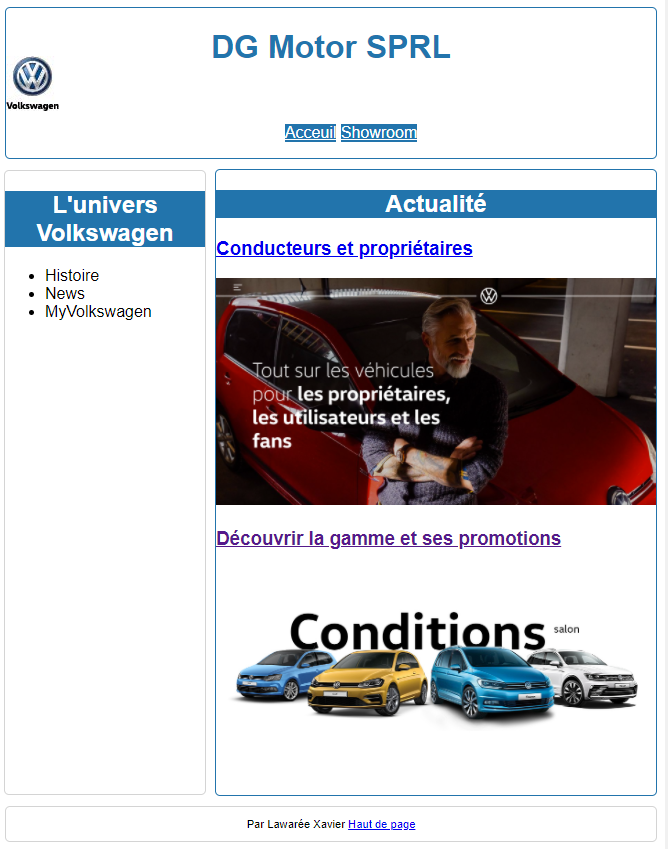 DG Motor SPRL
Volkswagen
Acceuil Showroom
L'univers
Volkswagen
Histoire
News
MyVolkswagen
Actualité
Conducteurs et propriétaires
Tout sur les véhicules
pour les propriétaires,
les utilisateurs et les
fans
Découvrir la gamme et ses promotions
Conditions salon
Par Lawarée Xavier Haut de page